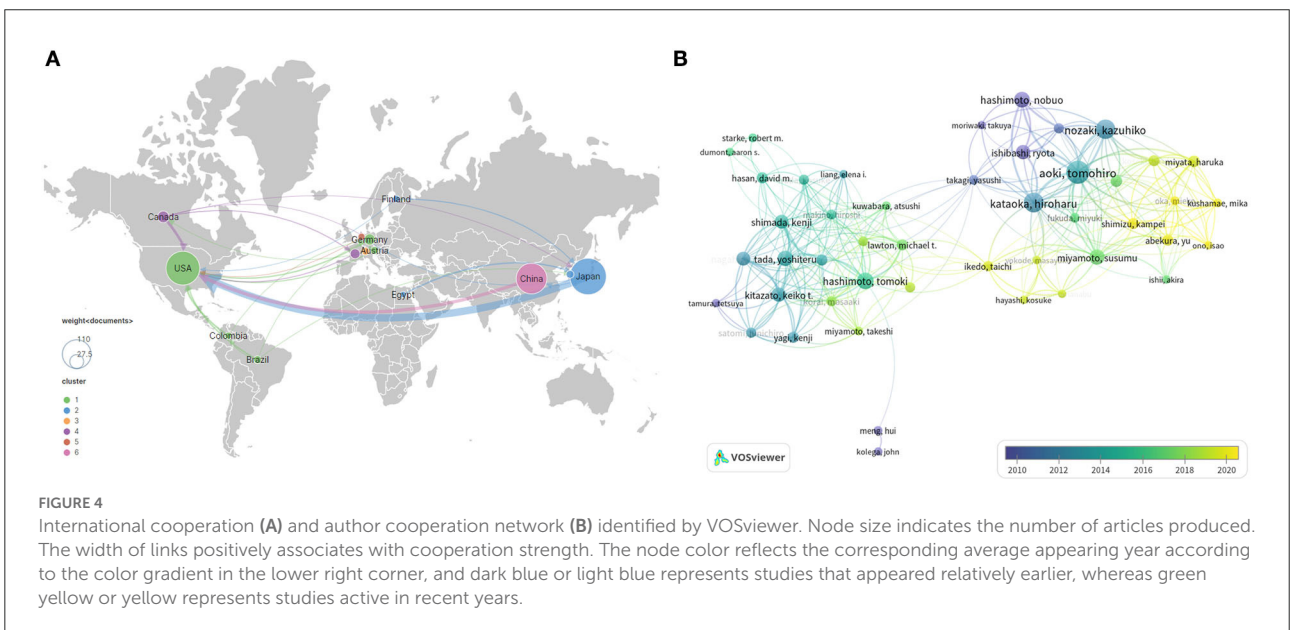 A
Canada
USA
Colombia
Brazil
Finland
Germany
Austria
Egypt
China
Japan
weight<documents>
110
27.5
cluster
1
2
3
4
5
6
B
hashimoto, nobuo
moriwaki, takuya
nozaki, kazuhiko
starke, robert m.
dumont, aaron s.
ishibashi, ryota
miyata, haruka
hasan, david m.
liang, elena i.
takagi, yasushi
aoki, tomohiro
kushamae, mika
kuwabara, atsushi
makino, hiroshi
kataoka, hiroharu
fukuda, miyuki
shimizu, kampei
shimada, kenji
lawton, michael t.
abekura, yu
ono, isao
tada, yoshiteru
ikedo, taichi
miyamoto, susumu
hashimoto, tomoki
ishii, akira
kitazato, keiko t.
hayashi, kosuke
tamura, tetsuya
miyamoto, takeshi
yagi, kenji
meng, hui
kolega, john
VOSviewer
2010 2012 2014 2016 2018 2020
FIGURE 4
International cooperation (A) and author cooperation network (B) identified by VOSviewer. Node size indicates the number of articles produced.
The width of links positively associates with cooperation strength. The node color reflects the corresponding average appearing year according
to the color gradient in the lower right corner, and dark blue or light blue represents studies that appeared relatively earlier, whereas green
yellow or yellow represents studies active in recent years.